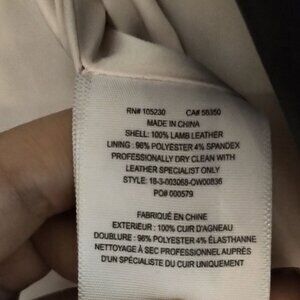 RN# 105230 CA# 56350
MADE IN CHINA
SHELL: 100% LAMB LEATHER
LINING : 96% POLYESTER 4% SPANDEX
PROFESSIONALLY DRY CLEAN WITH
LEATHER SPECIALIST ONLY
STYLE: 18-3-003068-OW00836
PO# 000579
FABRIQUÉ EN CHINE
EXTERIEUR : 100% CUIR D'AGNEAU
DOUBLURE : 96% POLYESTER 4% ÉLASTHANNE
NETTOYAGE À SEC PROFESSIONNEL AUPRÈS
D'UN SPÉCIALISTE DU CUIR UNIQUEMENT